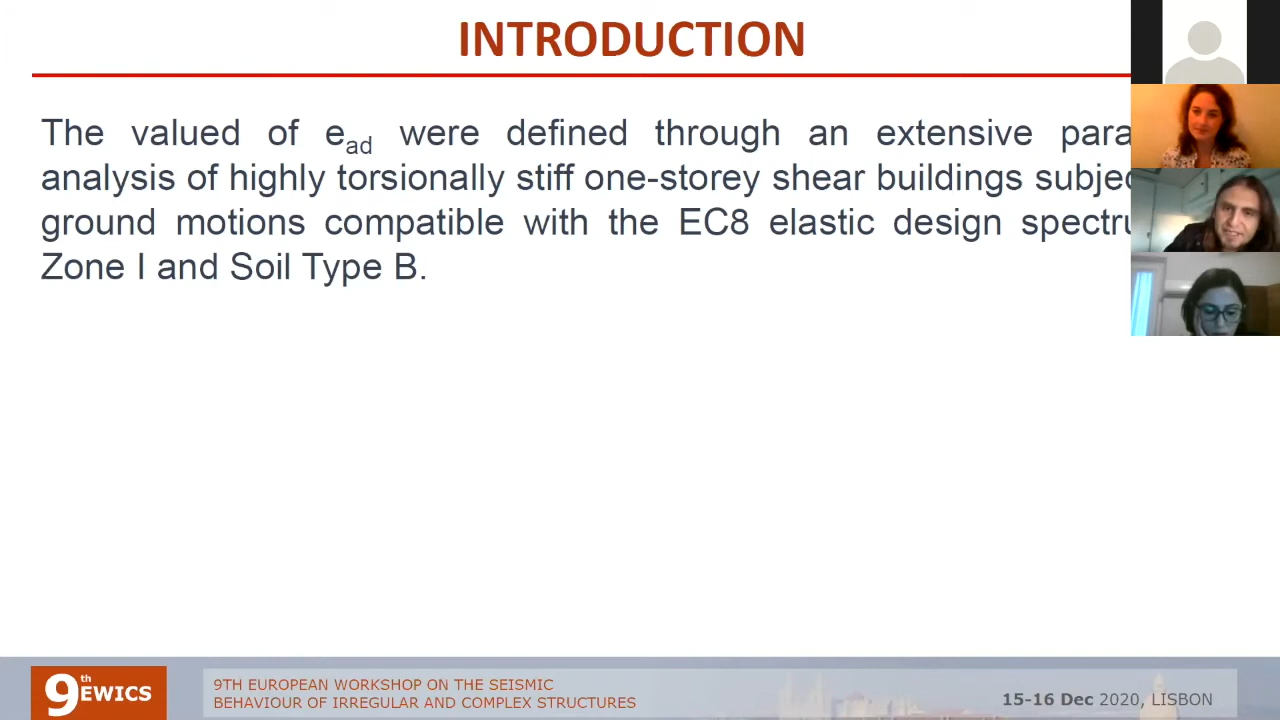 INTRODUCTION
The valued of ead were defined through an extensive para
analysis of highly torsionally stiff one-storey shear buildings subjec
ground motions compatible with the EC8 elastic design spectru
Zone I and Soil Type B.
9th EWICS
9TH EUROPEAN WORKSHOP ON THE SEISMIC
BEHAVIOUR OF IRREGULAR AND COMPLEX STRUCTURES
15-16 Dec 2020, LISBON